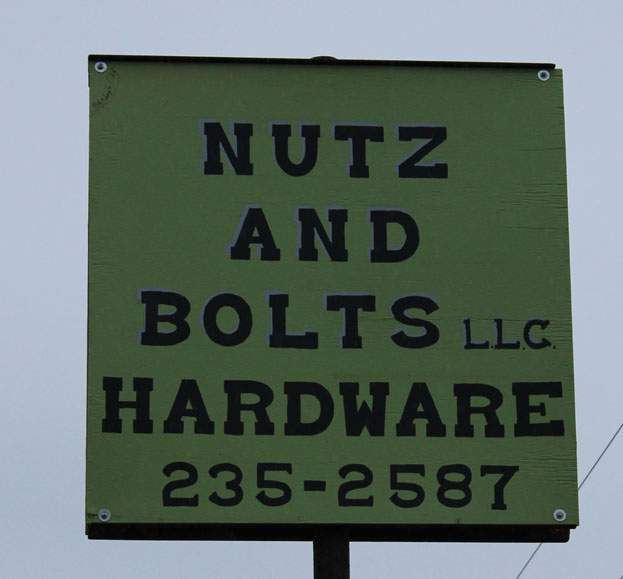 NUTZ
AND
BOLTS L.L.C.
HARDWARE
235-2587